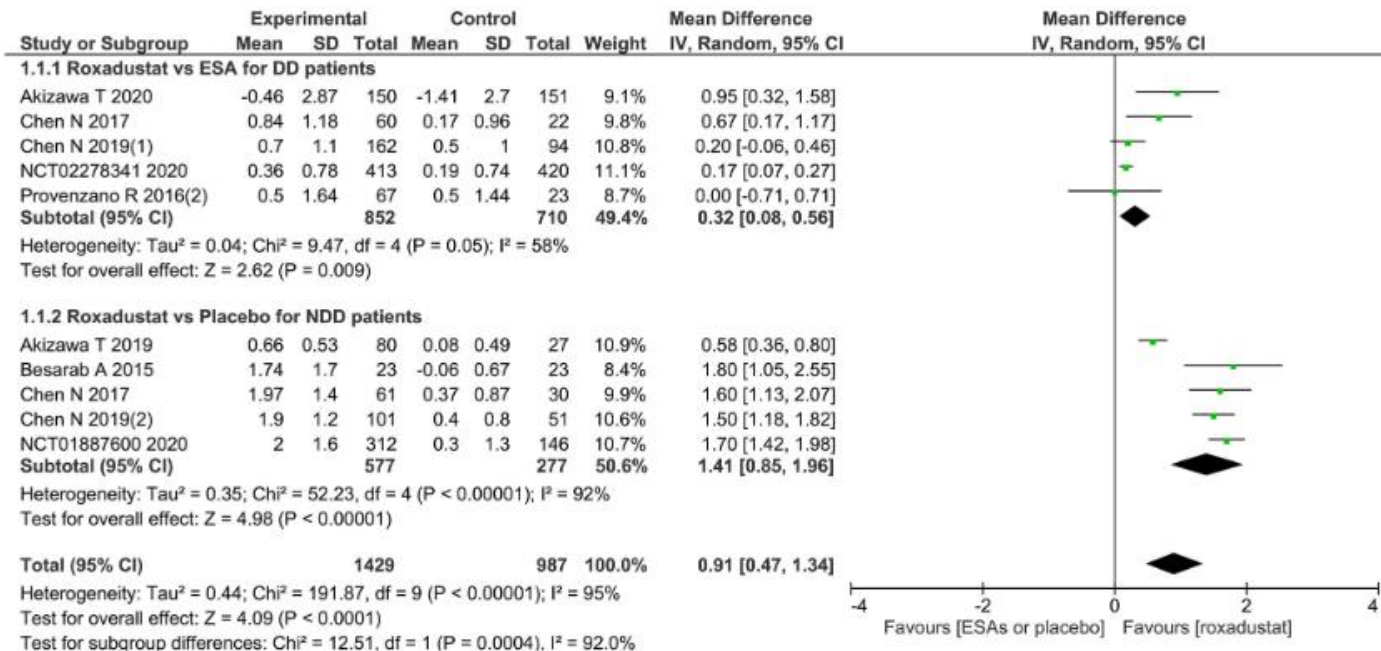 Experimental Control Mean Difference Mean Difference
Study or Subgroup Mean SD Total Mean SD Total Weight IV, Random, 95% CI IV, Random, 95% CI
1.1.1 Roxadustat vs ESA for DD patients
Akizawa T 2020 -0.46 2.87 150 -1.41 2.7 151 9.1% 0.95 [0.32, 1.58]
Chen N 2017 0.84 1.18 60 0.17 0.96 22 9.8% 0.67 [0.17, 1.17]
Chen N 2019(1) 0.7 1.1 162 0.5 1 94 10.8% 0.20 [-0.06, 0.46]
NCT02278341 2020 0.36 0.78 413 0.19 0.74 420 11.1% 0.17 [0.07, 0.27]
Provenzano R 2016(2) 0.5 1.64 67 0.5 1.44 23 8.7% 0.00 [-0.71, 0.71]
Subtotal (95% CI) 852 710 49.4% 0.32 [0.08, 0.56]
Heterogeneity: Tau² = 0.04; Chi² = 9.47, df = 4 (P = 0.05); I² = 58%
Test for overall effect: Z = 2.62 (P = 0.009)
1.1.2 Roxadustat vs Placebo for NDD patients
Akizawa T 2019 0.66 0.53 80 0.08 0.49 27 10.9% 0.58 [0.36, 0.80]
Besarab A 2015 1.74 1.7 23 -0.06 0.67 23 8.4% 1.80 [1.05, 2.55]
Chen N 2017 1.97 1.4 61 0.37 0.87 30 9.9% 1.60 [1.13, 2.07]
Chen N 2019(2) 1.9 1.2 101 0.4 0.8 51 10.6% 1.50 [1.18, 1.82]
NCT01887600 2020 2 1.6 312 0.3 1.3 146 10.7% 1.70 [1.42, 1.98]
Subtotal (95% CI) 577 277 50.6% 1.41 [0.85, 1.96]
Heterogeneity: Tau² = 0.35; Chi² = 52.23, df = 4 (P < 0.00001); I² = 92%
Test for overall effect: Z = 4.98 (P < 0.00001)
Total (95% CI) 1429 987 100.0% 0.91 [0.47, 1.34]
Heterogeneity: Tau² = 0.44; Chi² = 191.87, df = 9 (P < 0.00001); I² = 95%
Test for overall effect: Z = 4.09 (P < 0.0001)
Test for subgroup differences: Chi² = 12.51, df = 1 (P = 0.0004), I² = 92.0%
-4 -2 0 2 4
Favours [ESAs or placebo] Favours [roxadustat]